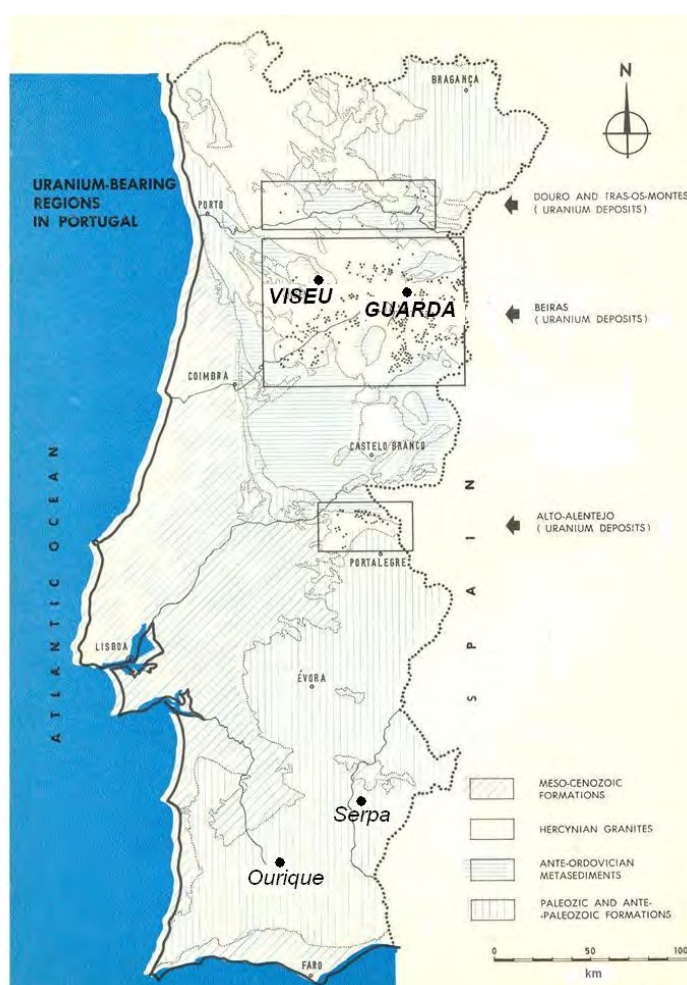 BRAGANÇA
N
URANIUM-BEARING
REGIONS
IN PORTUGAL
PORTO
DOURO AND TRAS-OS-MONTES
( URANIUM DEPOSITS )
VISEU
GUARDA
BEIRAS
( URANIUM DEPOSITS )
COIMBRA
CASTELO BRANCO
ATLANTIC OCEAN
SPAIN
ALTO-ALENTEJO
( URANIUM DEPOSITS )
PORTALEGRE
LISBOA
ÉVORA
Serpa
Ourique
FARO
MESO-CENOZOIC
FORMATIONS
HERCYNIAN GRANITES
ANTE-ORDOVICIAN
METASEDIMENTS
PALEOZIC AND ANTE-
-PALEOZOIC FORMATIONS
0 50 100
km